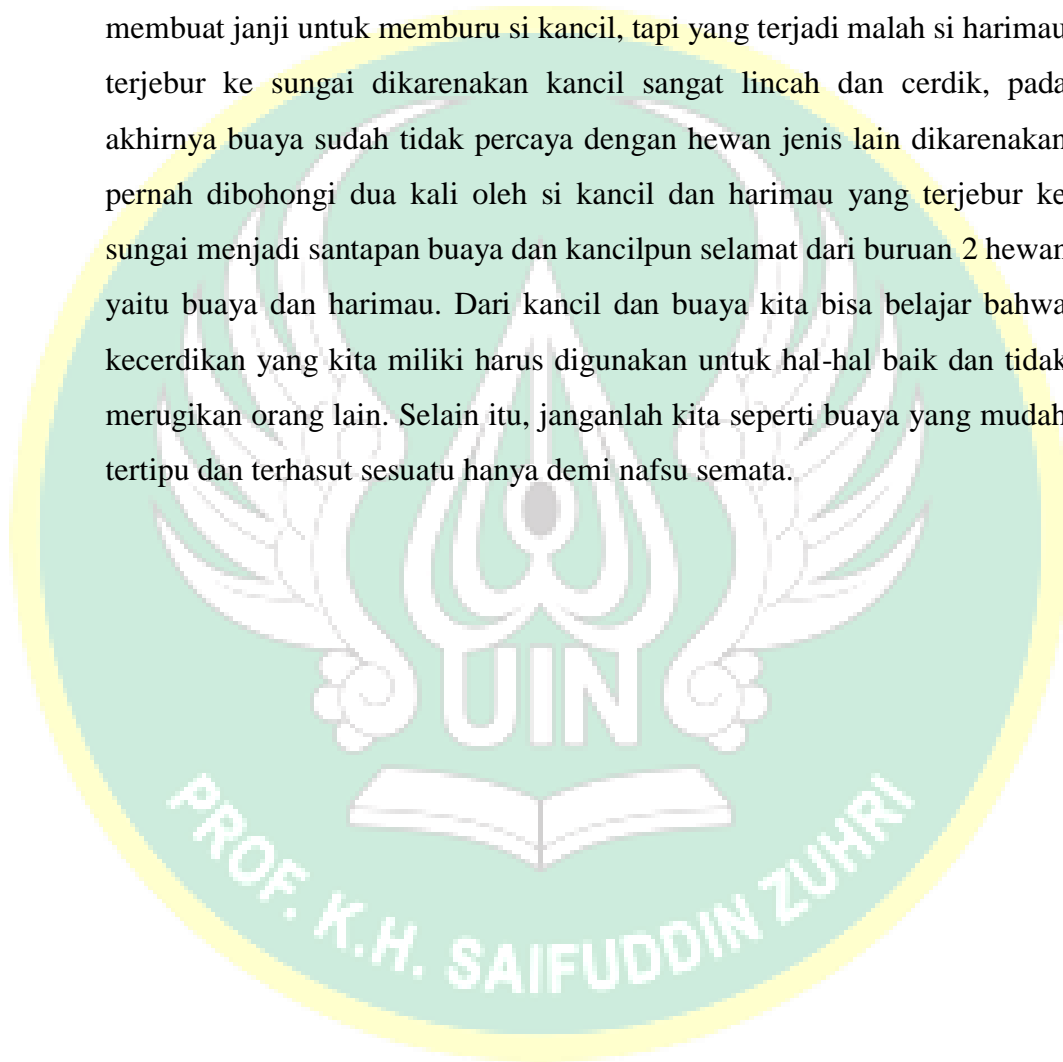 membuat janji untuk memburu si kancil, tapi yang terjadi malah si harimau
terjebur ke sungai dikarenakan kancil sangat lincah dan cerdik, pada
akhirnya buaya sudah tidak percaya dengan hewan jenis lain dikarenakan
pernah dibohongi dua kali oleh si kancil dan harimau yang terjebur ke
sungai menjadi santapan buaya dan kancilpun selamat dari buruan 2 hewan
yaitu buaya dan harimau. Dari kancil dan buaya kita bisa belajar bahwa
kecerdikan yang kita miliki harus digunakan untuk hal-hal baik dan tidak
merugikan orang lain. Selain itu, janganlah kita seperti buaya yang mudah
tertipu dan terhasut sesuatu hanya demi nafsu semata.
UIN
PROF. K.H. SAIFUDDIN ZUHRI